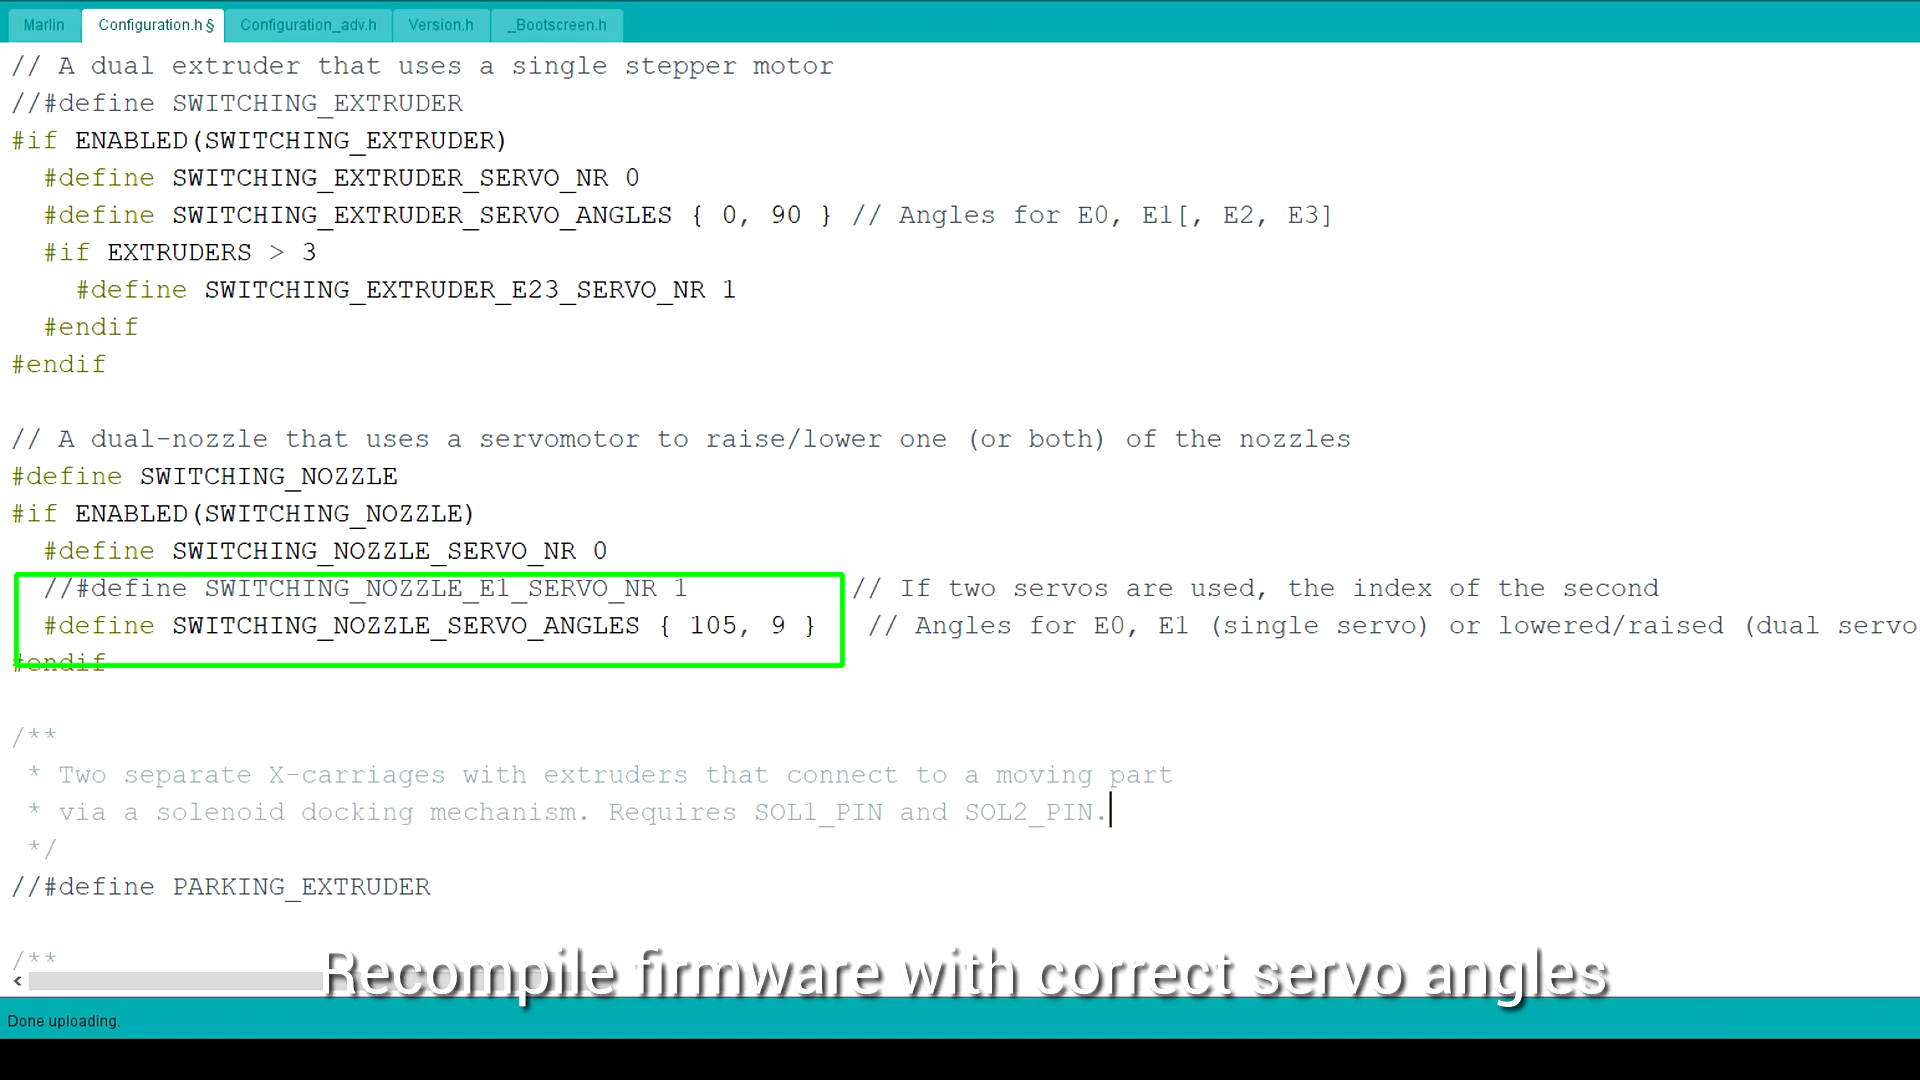 Marlin
Configuration.h §
Configuration_adv.h
Version.h
_Bootscreen.h
// A dual extruder that uses a single stepper motor
//#define SWITCHING_EXTRUDER
#if ENABLED(SWITCHING_EXTRUDER)
  #define SWITCHING_EXTRUDER_SERVO_NR 0
  #define SWITCHING_EXTRUDER_SERVO_ANGLES { 0, 90 } // Angles for E0, E1[, E2, E3]
  #if EXTRUDERS > 3
    #define SWITCHING_EXTRUDER_E23_SERVO_NR 1
  #endif
#endif
// A dual-nozzle that uses a servomotor to raise/lower one (or both) of the nozzles
#define SWITCHING_NOZZLE
#if ENABLED(SWITCHING_NOZZLE)
  #define SWITCHING_NOZZLE_SERVO_NR 0
  //#define SWITCHING_NOZZLE_E1_SERVO_NR 1          // If two servos are used, the index of the second
  #define SWITCHING_NOZZLE_SERVO_ANGLES { 105, 9 }   // Angles for E0, E1 (single servo) or lowered/raised (dual servo
#endif
/**
 * Two separate X-carriages with extruders that connect to a moving part
 * via a solenoid docking mechanism. Requires SOL1_PIN and SOL2_PIN.
 */
//#define PARKING_EXTRUDER
/**
Recompile firmware with correct servo angles
Done uploading.